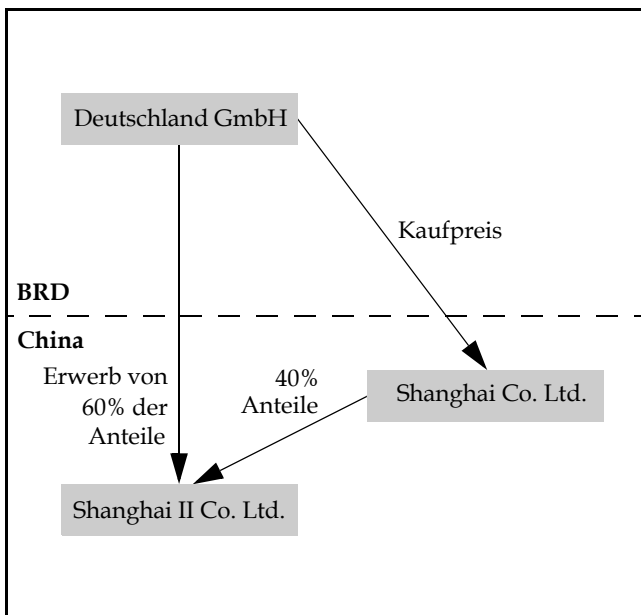 Deutschland GmbH
Kaufpreis
BRD
China
Erwerb von
60% der
Anteile
40%
Anteile
Shanghai Co. Ltd.
Shanghai II Co. Ltd.